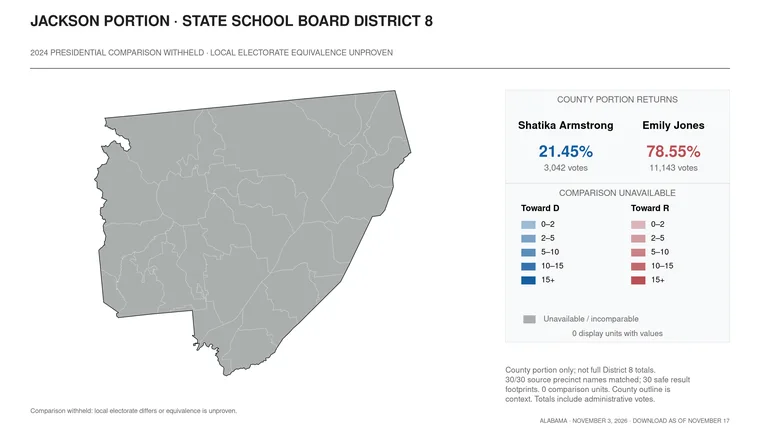 JACKSON PORTION · STATE SCHOOL BOARD DISTRICT 8
2024 PRESIDENTIAL COMPARISON WITHHELD · LOCAL ELECTORATE EQUIVALENCE UNPROVEN
COUNTY PORTION RETURNS
Shatika Armstrong Emily Jones
21.45% 78.55%
3,042 votes 11,143 votes
COMPARISON UNAVAILABLE
Toward D Toward R
0–2 0–2
2–5 2–5
5–10 5–10
10–15 10–15
15+ 15+
Unavailable / incomparable
0 display units with values
County portion only; not full District 8 totals.
30/30 source precinct names matched; 30 safe result
footprints. 0 comparison units. County outline is
context. Totals include administrative votes.
Comparison withheld: local electorate differs or equivalence is unproven.
ALABAMA · NOVEMBER 3, 2026 · DOWNLOAD AS OF NOVEMBER 17